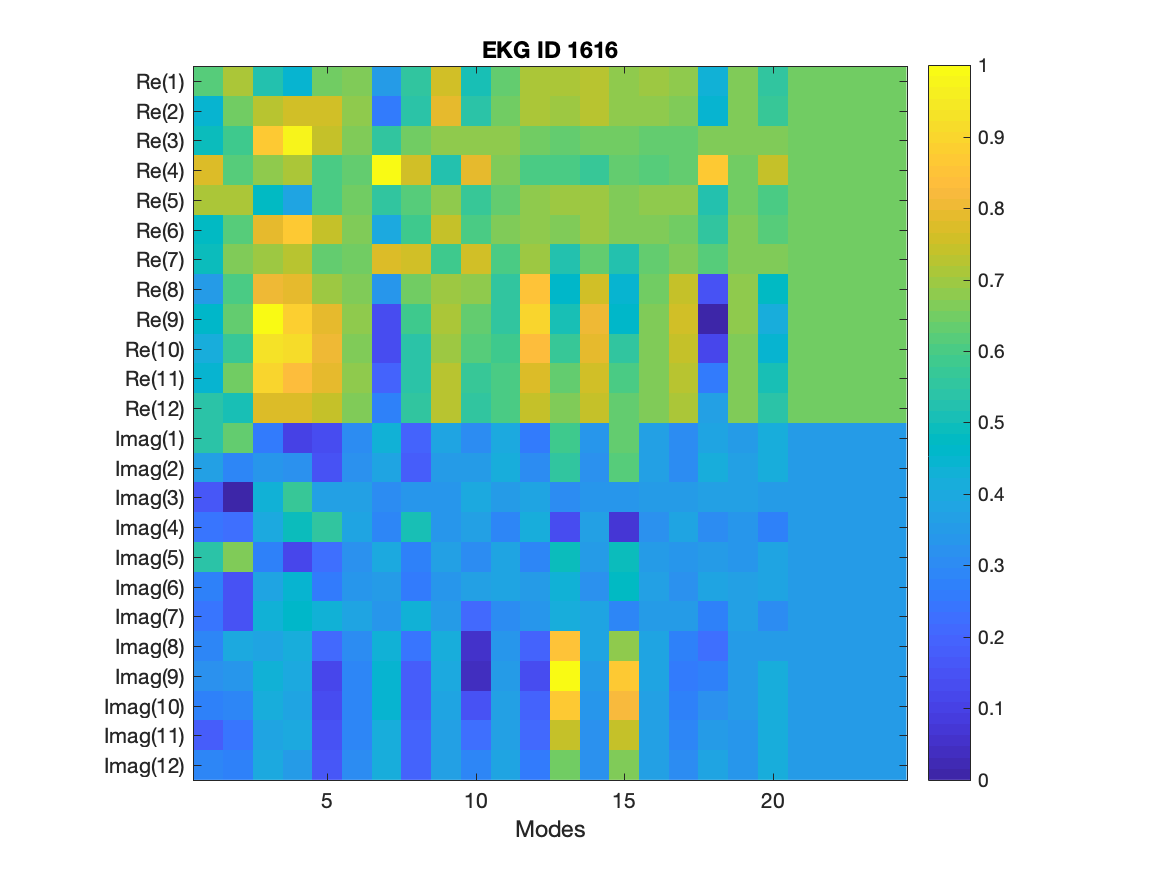 EKG ID 1616
Re(1)
Re(2)
Re(3)
Re(4)
Re(5)
Re(6)
Re(7)
Re(8)
Re(9)
Re(10)
Re(11)
Re(12)
Imag(1)
Imag(2)
Imag(3)
Imag(4)
Imag(5)
Imag(6)
Imag(7)
Imag(8)
Imag(9)
Imag(10)
Imag(11)
Imag(12)
5 10 15 20
Modes
1
0.9
0.8
0.7
0.6
0.5
0.4
0.3
0.2
0.1
0